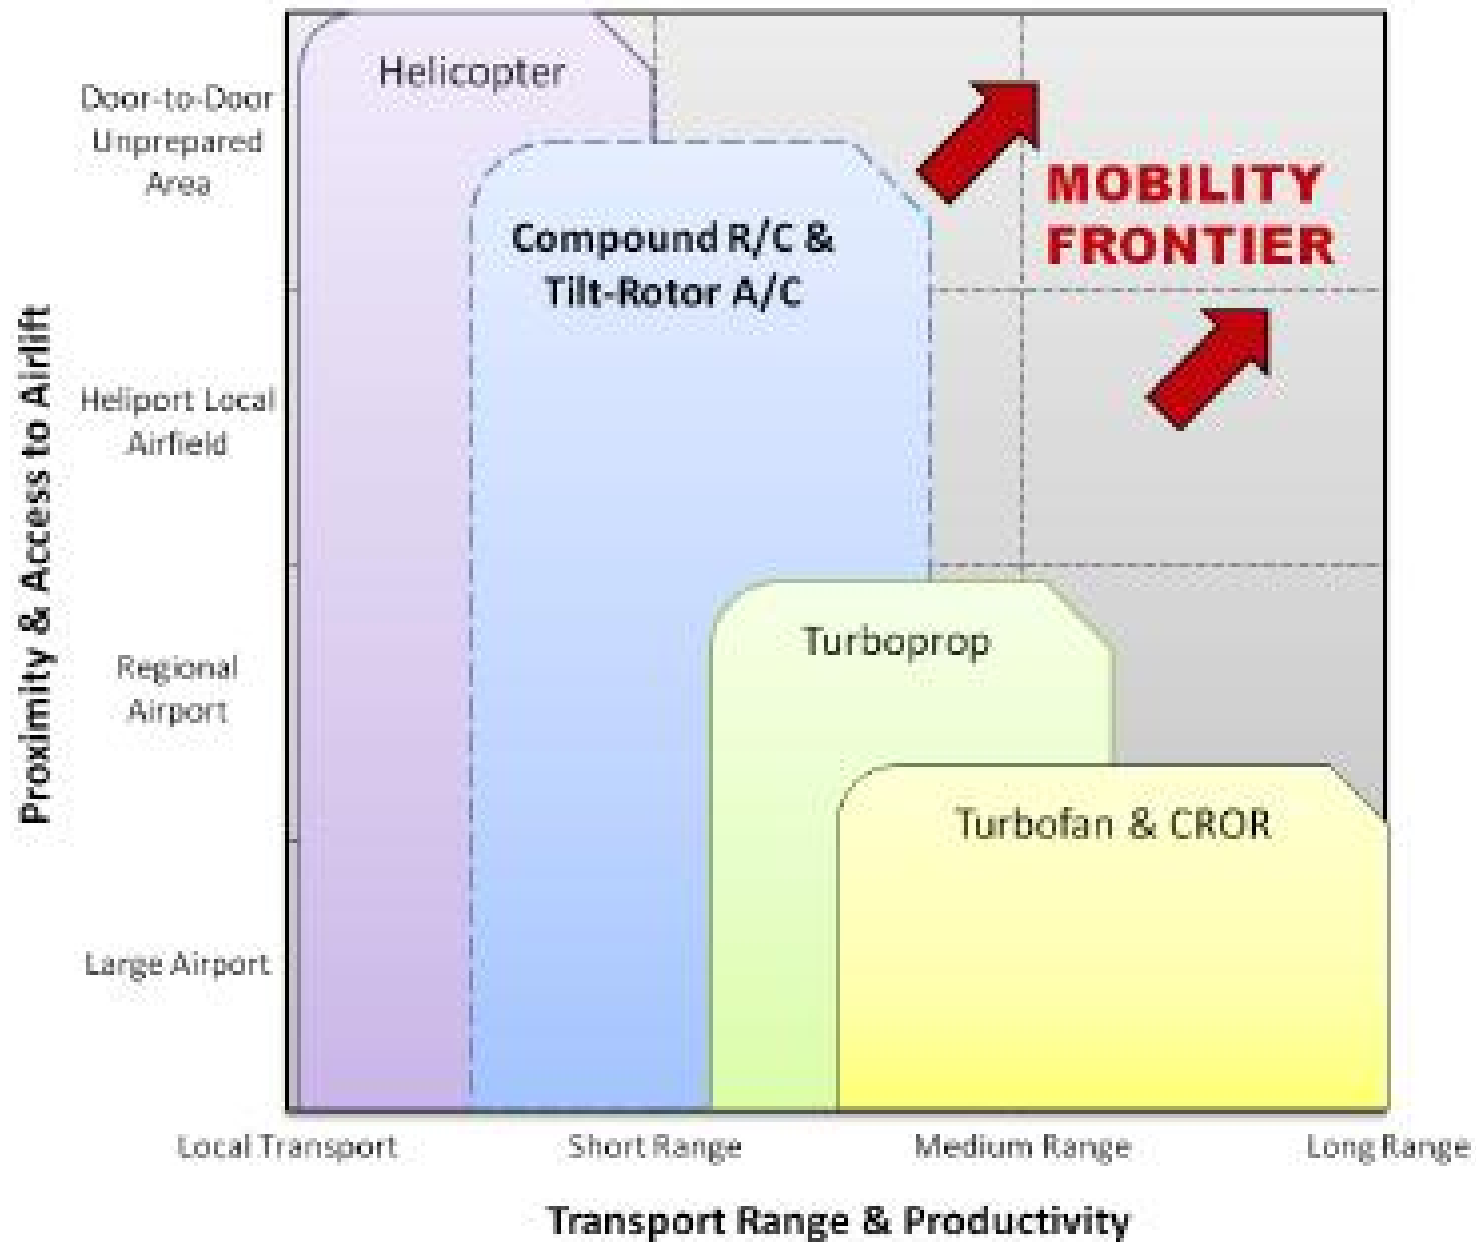 Helicopter
Door-to-Door
Unprepared
Area
MOBILITY
FRONTIER
Compound R/C &
Tilt-Rotor A/C
Proximity & Access to Airlift
Heliport Local
Airfield
Turboprop
Regional
Airport
Turbofan & CROR
Large Airport
Local Transport
Short Range
Medium Range
Long Range
Transport Range & Productivity